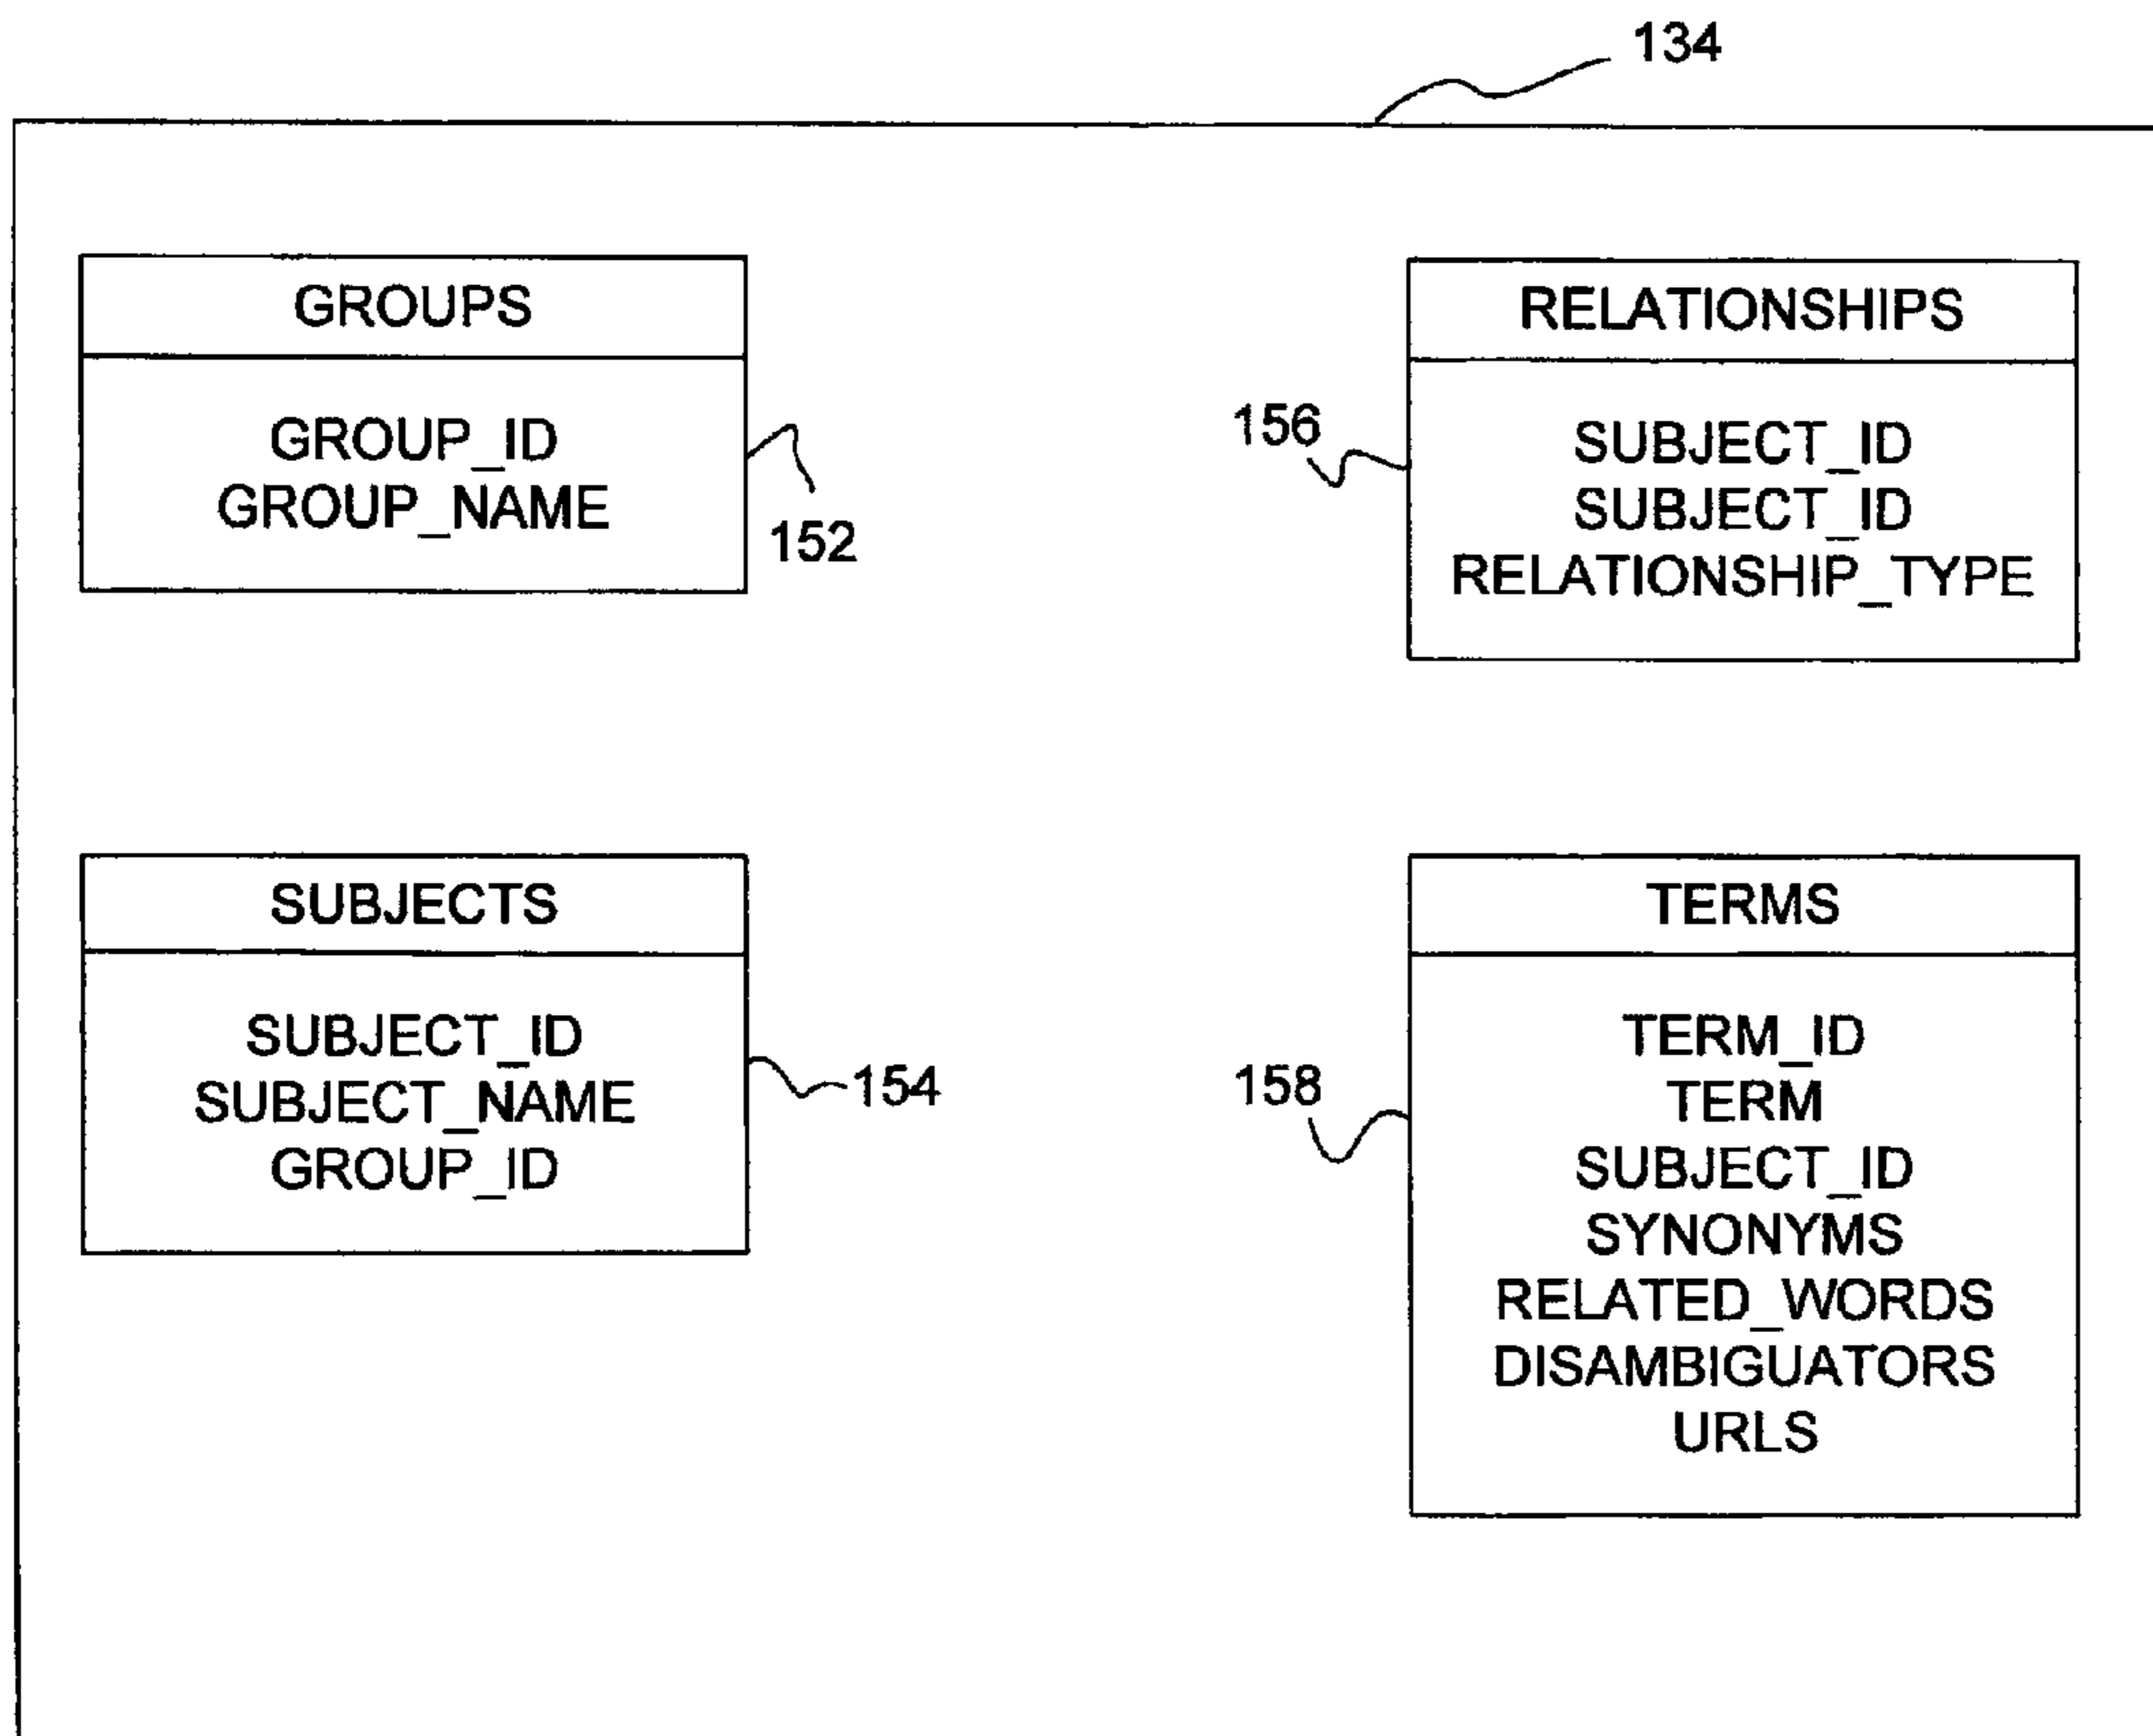 134
GROUPS
GROUP_ID
GROUP_NAME
152
RELATIONSHIPS
156
SUBJECT_ID
SUBJECT_ID
RELATIONSHIP_TYPE
SUBJECTS
SUBJECT_ID
SUBJECT_NAME
GROUP_ID
154
TERMS
158
TERM_ID
TERM
SUBJECT_ID
SYNONYMS
RELATED_WORDS
DISAMBIGUATORS
URLS